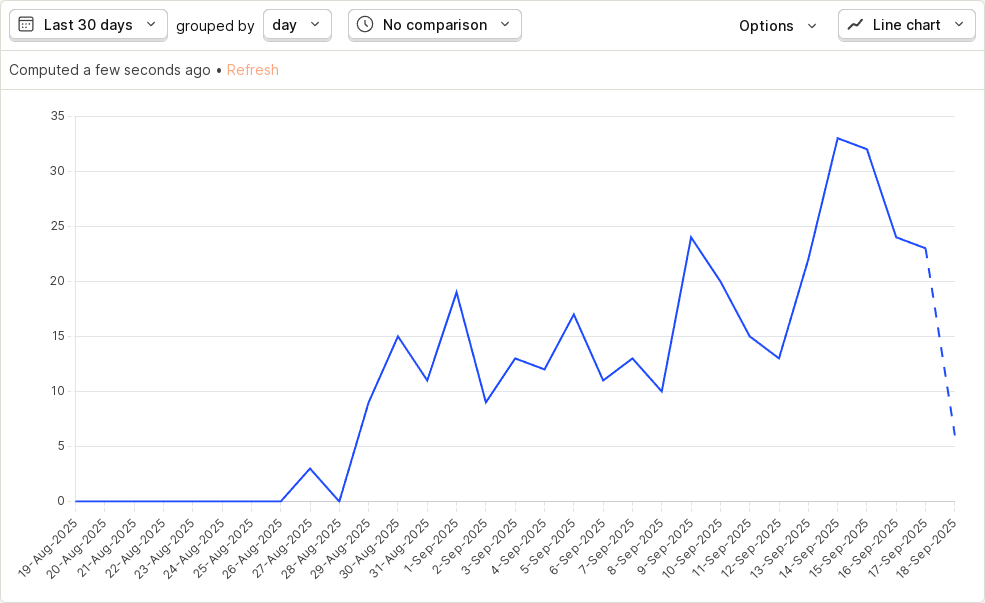 Last 30 days grouped by day No comparison Options Line chart
Computed a few seconds ago • Refresh
35
30
25
20
15
10
5
0
19-Aug-2025
20-Aug-2025
21-Aug-2025
22-Aug-2025
23-Aug-2025
24-Aug-2025
25-Aug-2025
26-Aug-2025
27-Aug-2025
28-Aug-2025
29-Aug-2025
30-Aug-2025
31-Aug-2025
1-Sep-2025
2-Sep-2025
3-Sep-2025
4-Sep-2025
5-Sep-2025
6-Sep-2025
7-Sep-2025
8-Sep-2025
9-Sep-2025
10-Sep-2025
11-Sep-2025
12-Sep-2025
13-Sep-2025
14-Sep-2025
15-Sep-2025
16-Sep-2025
17-Sep-2025
18-Sep-2025